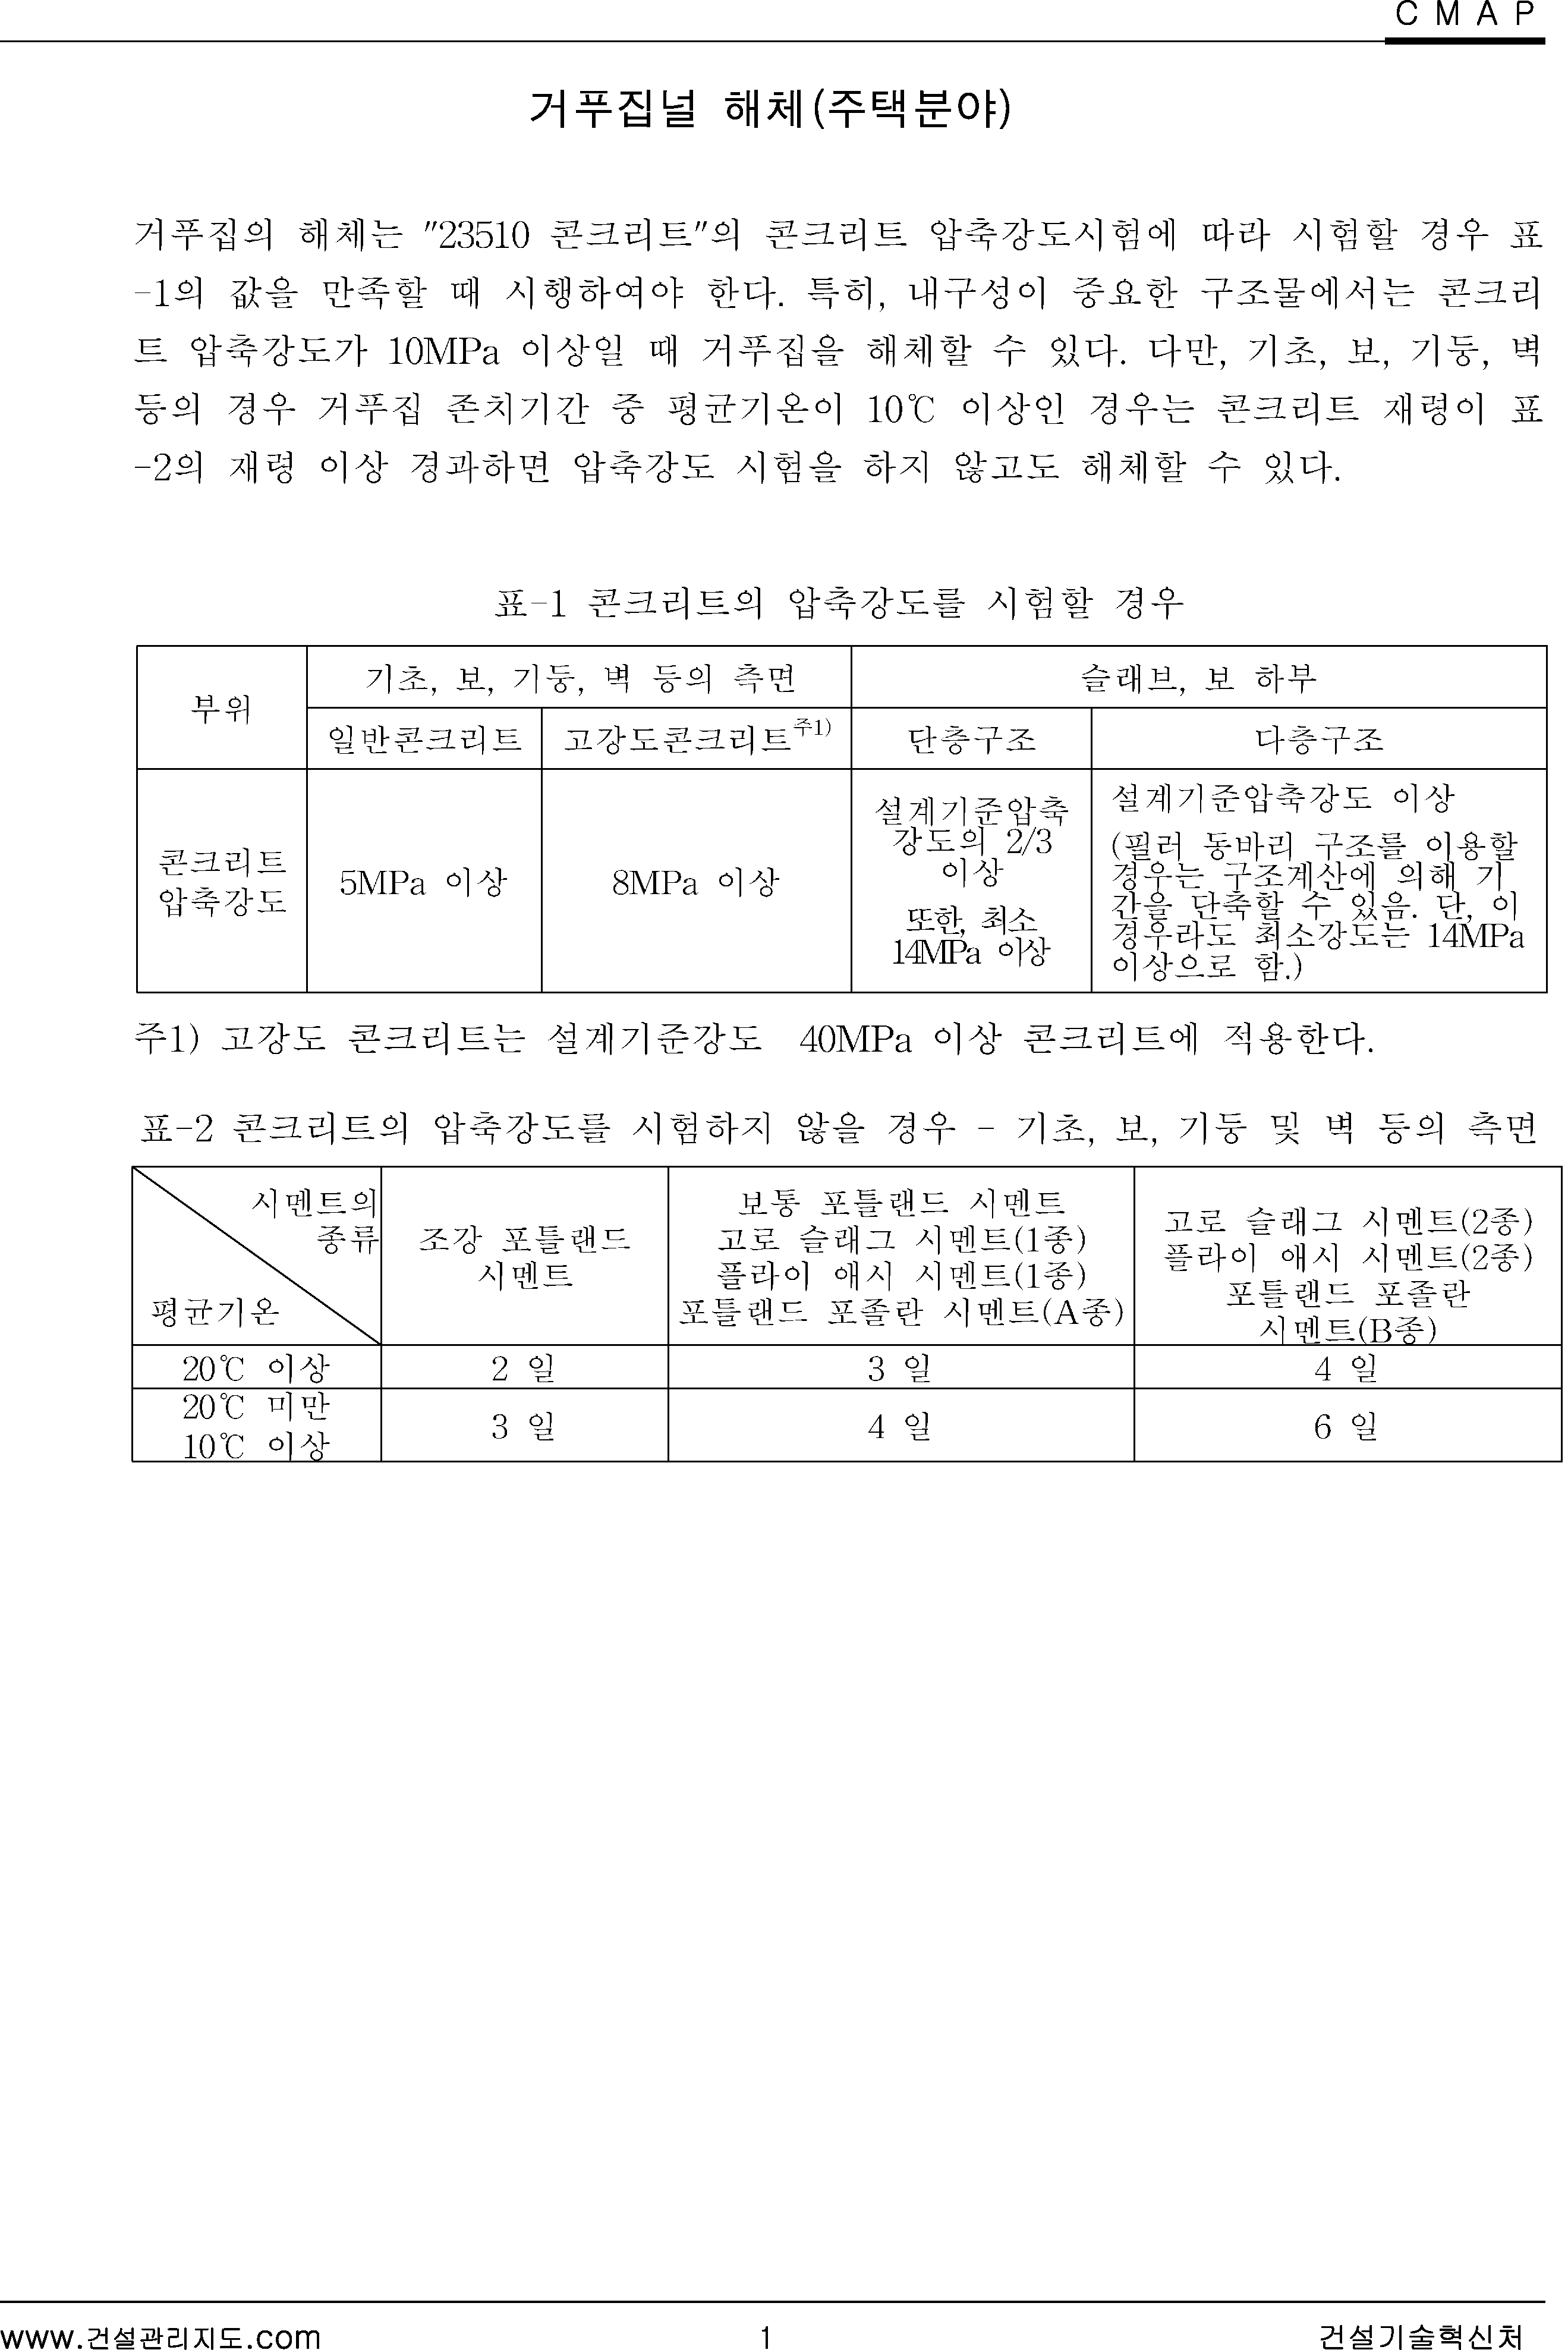 C M A P
거푸집널 해체(주택분야)
거푸집의 해체는 "23510 콘크리트"의 콘크리트 압축강도시험에 따라 시험할 경우 표
-1의 값을 만족할 때 시행하여야 한다. 특히, 내구성이 중요한 구조물에서는 콘크리
트 압축강도가 10MPa 이상일 때 거푸집을 해체할 수 있다. 다만, 기초, 보, 기둥, 벽
등의 경우 거푸집 존치기간 중 평균기온이 10℃ 이상인 경우는 콘크리트 재령이 표
-2의 재령 이상 경과하면 압축강도 시험을 하지 않고도 해체할 수 있다.
표-1 콘크리트의 압축강도를 시험할 경우
부위
기초, 보, 기둥, 벽 등의 측면
슬래브, 보 하부
일반콘크리트
고강도콘크리트주1)
단층구조
다층구조
콘크리트
압축강도
5MPa 이상
8MPa 이상
설계기준압축
강도의 2/3
이상
또한, 최소
14MPa 이상
설계기준압축강도 이상
(필러 동바리 구조를 이용할
경우는 구조계산에 의해 기
간을 단축할 수 있음. 단, 이
경우라도 최소강도는 14MPa
이상으로 함.)
주1) 고강도 콘크리트는 설계기준강도 40MPa 이상 콘크리트에 적용한다.
표-2 콘크리트의 압축강도를 시험하지 않을 경우 - 기초, 보, 기둥 및 벽 등의 측면
시멘트의
종류
평균기온
조강 포틀랜드
시멘트
보통 포틀랜드 시멘트
고로 슬래그 시멘트(1종)
플라이 애시 시멘트(1종)
포틀랜드 포졸란 시멘트(A종)
고로 슬래그 시멘트(2종)
플라이 애시 시멘트(2종)
포틀랜드 포졸란
시멘트(B종)
20℃ 이상
2 일
3 일
4 일
20℃ 미만
10℃ 이상
3 일
4 일
6 일
www.건설관리지도.com
1
건설기술혁신처